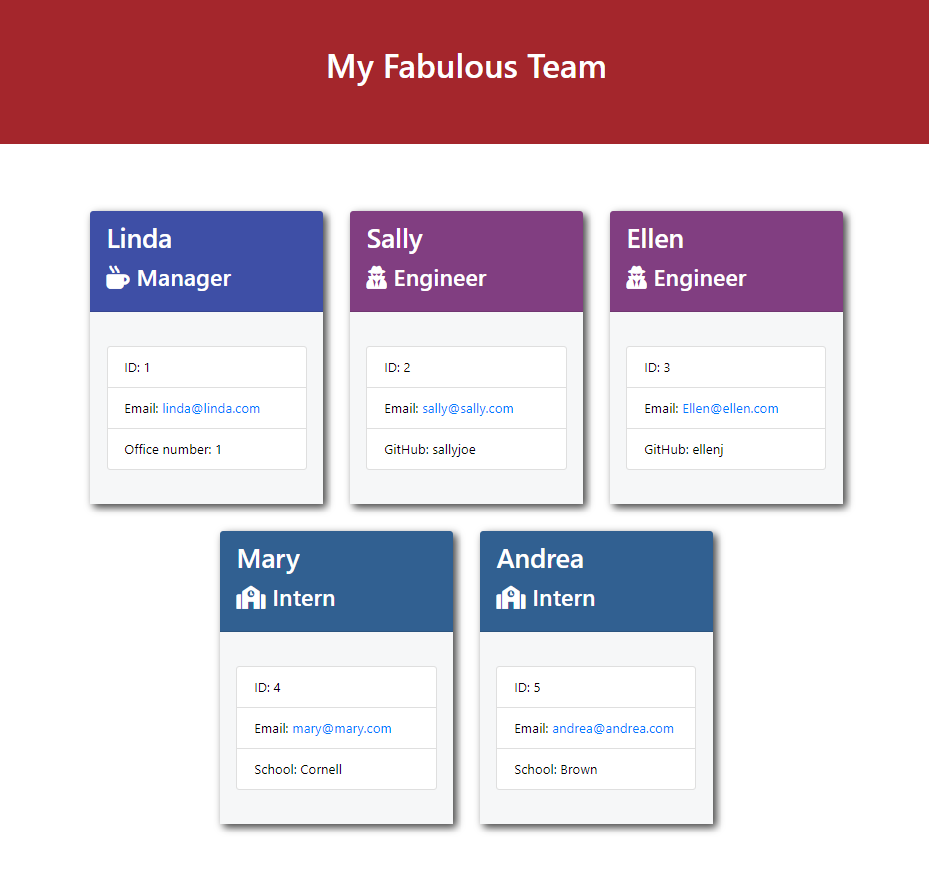 My Fabulous Team
Linda
Manager
ID: 1
Email: linda@linda.com
Office number: 1
Sally
Engineer
ID: 2
Email: sally@sally.com
GitHub: sallyjoe
Ellen
Engineer
ID: 3
Email: Ellen@ellen.com
GitHub: ellenj
Mary
Intern
ID: 4
Email: mary@mary.com
School: Cornell
Andrea
Intern
ID: 5
Email: andrea@andrea.com
School: Brown